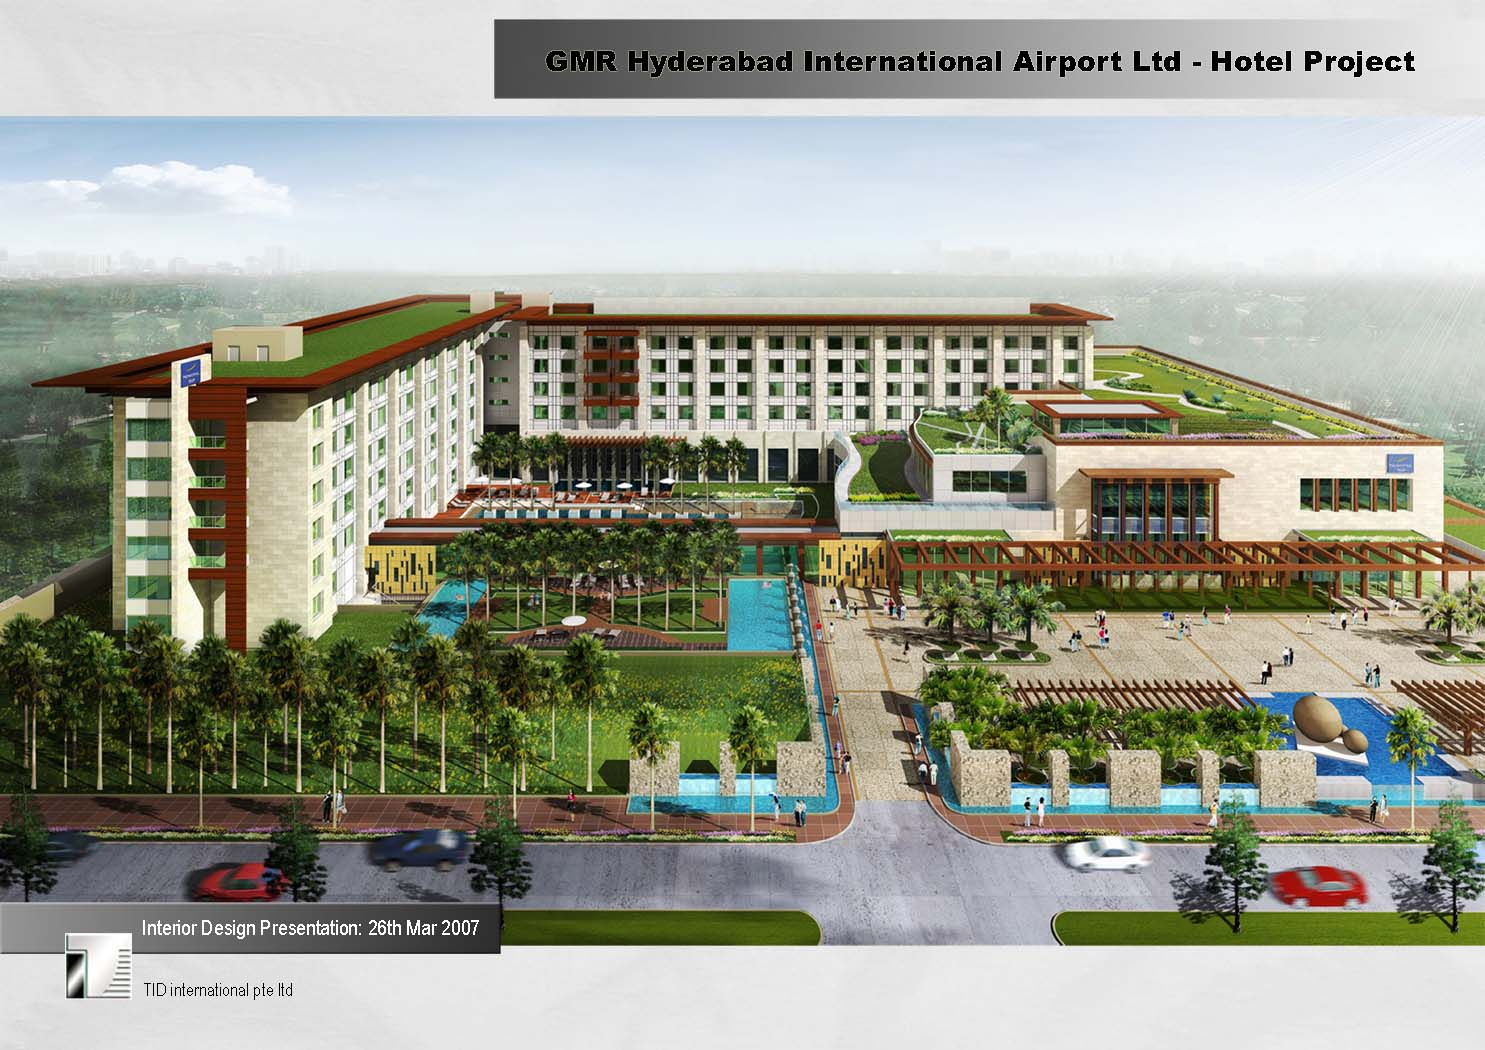 GMR Hyderabad International Airport Ltd - Hotel Project
Interior Design Presentation: 26th Mar 2007
TID international pte ltd